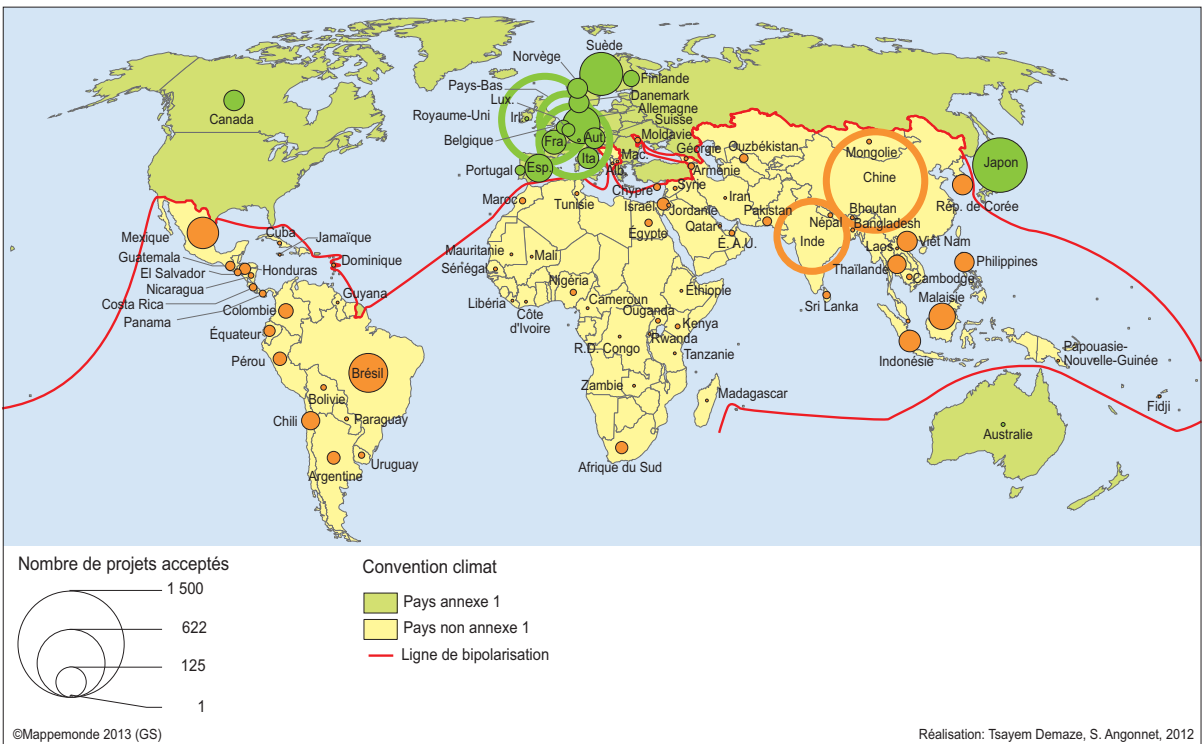 Suède
Norvège
Finlande
Pays-Bas
Danemark
Lux.
Allemagne
Royaume-Uni
Irl.
Suisse
Canada
Belgique
Fra.
Aut.
Moldavie
Géorgie
Ouzbékistan
Mongolie
Japon
Ita
Mac.
Portugal
Esp.
Alb.
Arménie
Chine
Chypre
Syrie
Maroc
Tunisie
Israël
Jordanie
Iran
Pakistan
Népal
Bhoutan
Bangladesh
Rép. de Corée
Mexique
Cuba
Jamaïque
Égypte
Qatar
É. A.U.
Inde
Laos
Viêt Nam
Guatemala
Dominique
Mauritanie
Mali
El Salvador
Honduras
Sénégal
Thaïlande
Cambodge
Philippines
Nicaragua
Nigéria
Éthiopie
Costa Rica
Guyana
Libéria
Cameroun
Sri Lanka
Malaisie
Panama
Colombie
Côte
d'Ivoire
Ouganda
Kenya
Équateur
Rwanda
R.D. Congo
Tanzanie
Indonésie
Papouasie-
Nouvelle-Guinée
Pérou
Brésil
Zambie
Madagascar
Bolivie
Fidji
Chili
Paraguay
Australie
Uruguay
Afrique du Sud
Argentine
Nombre de projets acceptés
1 500
622
125
1
Convention climat
Pays annexe 1
Pays non annexe 1
Ligne de bipolarisation
©Mappemonde 2013 (GS)
Réalisation: Tsayem Demaze, S. Angonnet, 2012